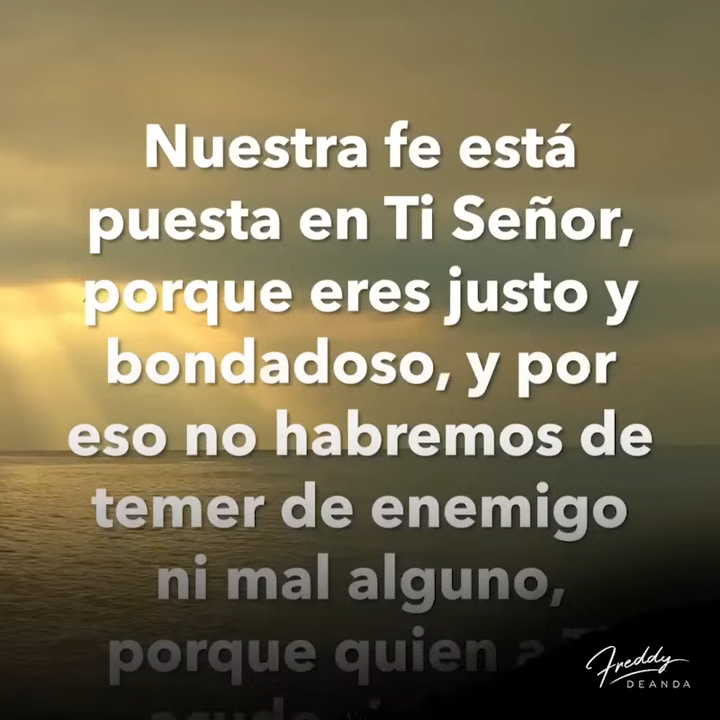 Nuestra fe está
puesta en Ti Señor,
porque eres justo y
bondadoso, y por
eso no habremos de
temer de enemigo
ni mal alguno,
porque quien a
Freddy
DEANDA